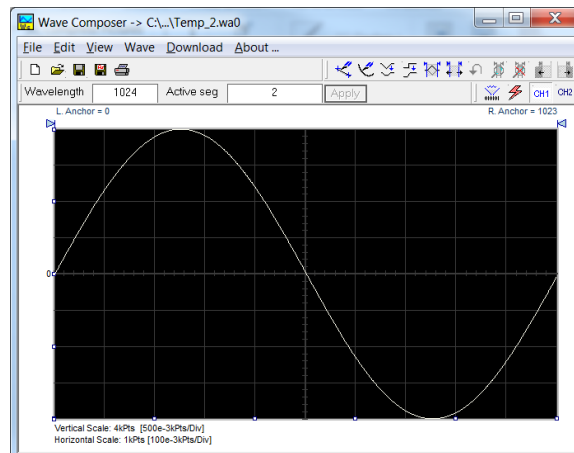 Wave Composer -> C:\...\Temp_2.wa0
File Edit View Wave Download About ...
Wavelength 1024 Active seg 2 Apply CH1 CH2
L. Anchor = 0 R. Anchor = 1023
0
Vertical Scale: 4kPts [500e-3kPts/Div]
Horizontal Scale: 1kPts [100e-3kPts/Div]